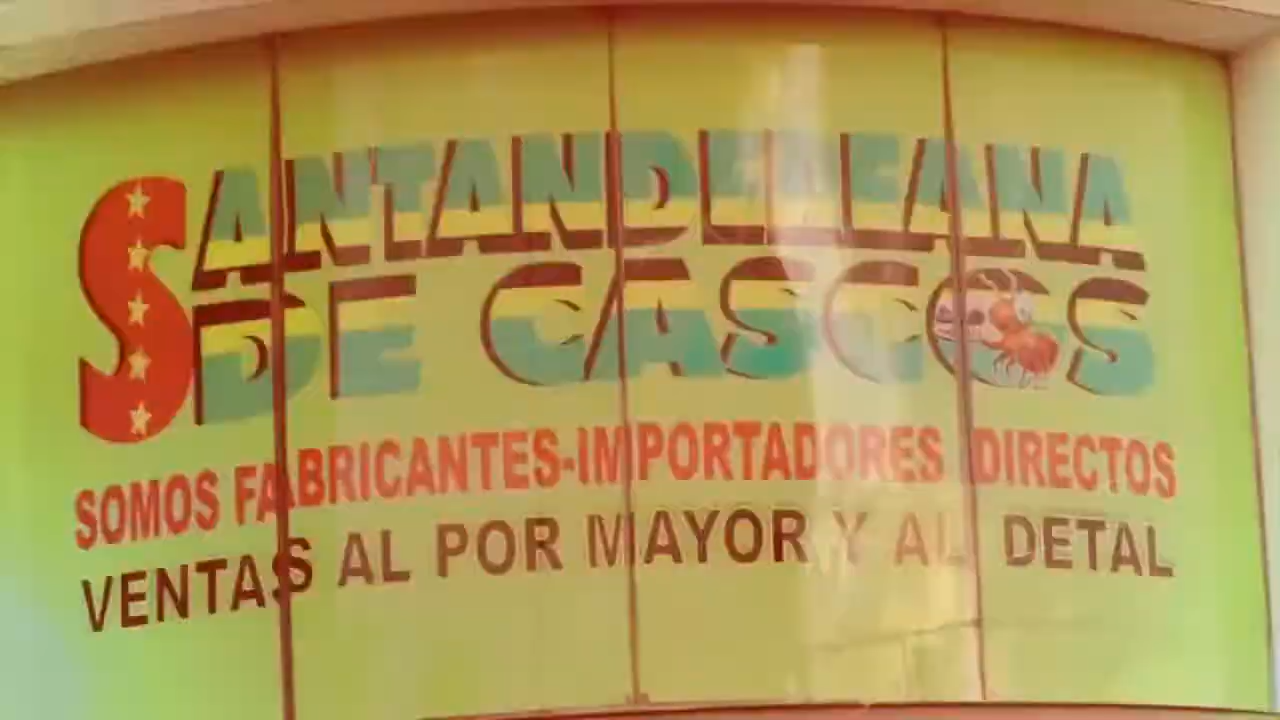 SANTANDEREANA
DE CASCOS
SOMOS FABRICANTES-IMPORTADORES DIRECTOS
VENTAS AL POR MAYOR Y AL DETAL